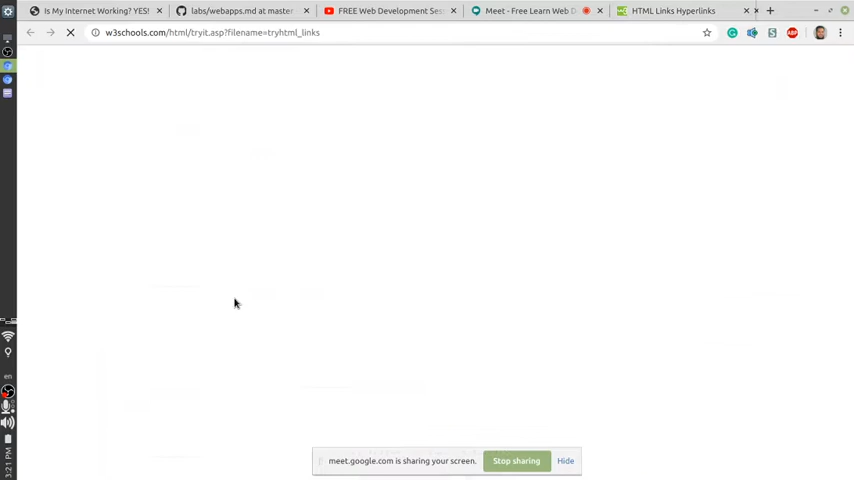 Is My Internet Working? YES!
labs/webapps.md at master
FREE Web Development Ses
Meet - Free Learn Web D
HTML Links Hyperlinks
w3schools.com/html/tryit.asp?filename=tryhtml_links
ABP
en
3:21 PM
meet.google.com is sharing your screen.
Stop sharing
Hide